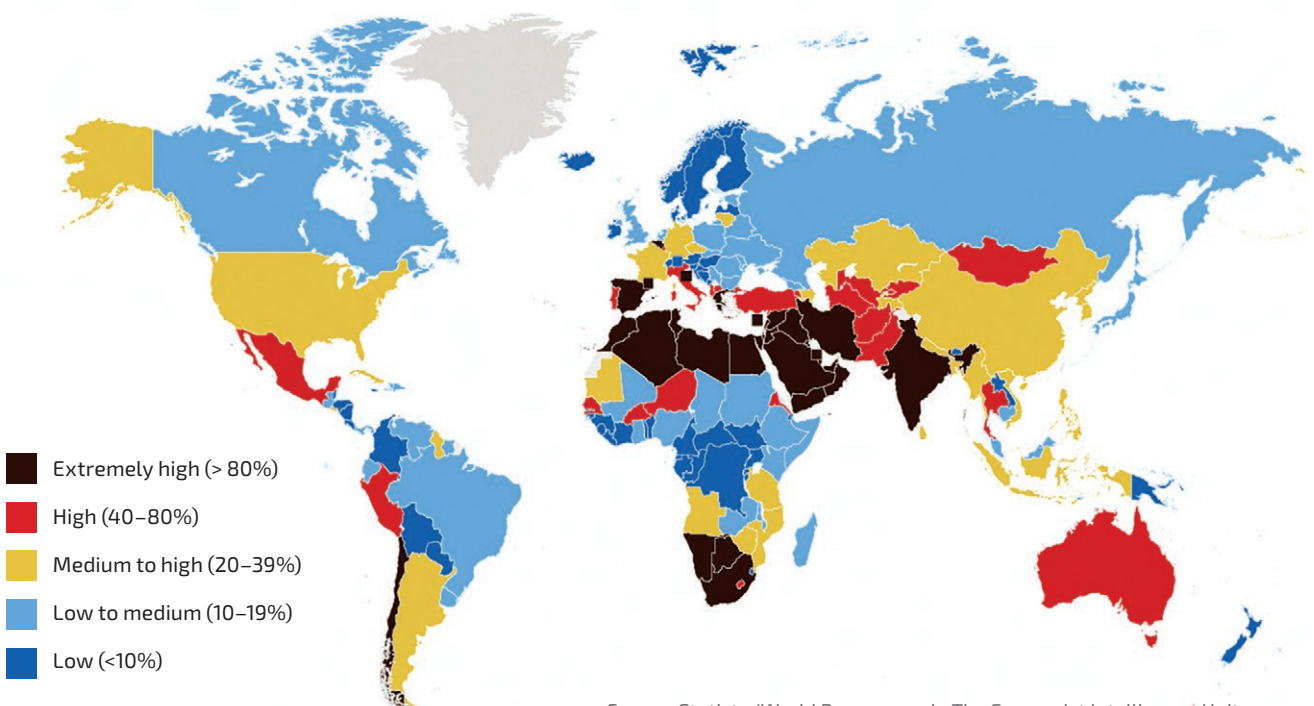 Extremely high (> 80%)
High (40–80%)
Medium to high (20–39%)
Low to medium (10–19%)
Low (<10%)